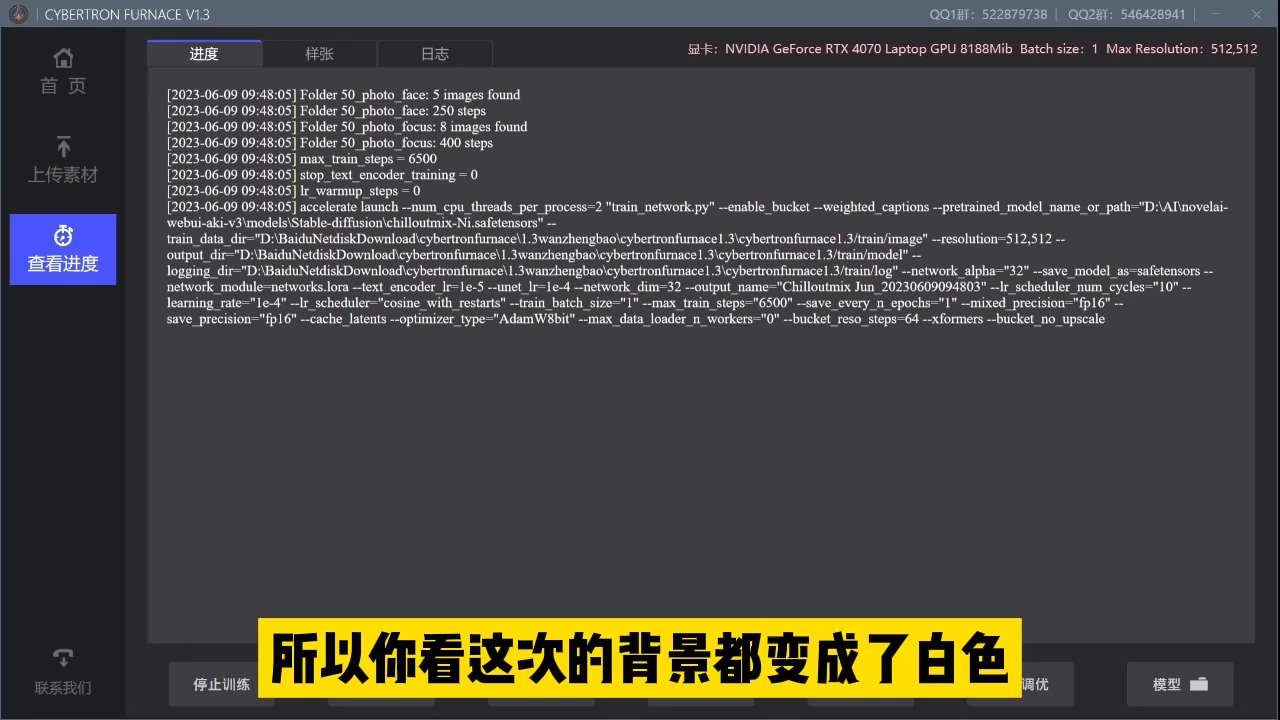 CYBERTRON FURNACE V1.3
QQ1群：522879738 | QQ2群：546428941
首 页
上传素材
查看进度
联系我们
进度
样张
日志
显卡：NVIDIA GeForce RTX 4070 Laptop GPU 8188Mib Batch size：1 Max Resolution：512,512
[2023-06-09 09:48:05] Folder 50_photo_face: 5 images found
[2023-06-09 09:48:05] Folder 50_photo_face: 250 steps
[2023-06-09 09:48:05] Folder 50_photo_focus: 8 images found
[2023-06-09 09:48:05] Folder 50_photo_focus: 400 steps
[2023-06-09 09:48:05] max_train_steps = 6500
[2023-06-09 09:48:05] stop_text_encoder_training = 0
[2023-06-09 09:48:05] lr_warmup_steps = 0
[2023-06-09 09:48:05] accelerate launch --num_cpu_threads_per_process=2 "train_network.py" --enable_bucket --weighted_captions --pretrained_model_name_or_path="D:\AI\novelai-
webui-aki-v3\models\Stable-diffusion\chilloutmix-Ni.safetensors" --
train_data_dir="D:\BaiduNetdiskDownload\cybertronfurnace\1.3wanzhengbao\cybertronfurnace1.3\cybertronfurnace1.3/train/image" --resolution=512,512 --
output_dir="D:\BaiduNetdiskDownload\cybertronfurnace\1.3wanzhengbao\cybertronfurnace1.3\cybertronfurnace1.3/train/model" --
logging_dir="D:\BaiduNetdiskDownload\cybertronfurnace\1.3wanzhengbao\cybertronfurnace1.3\cybertronfurnace1.3/train/log" --network_alpha="32" --save_model_as=safetensors --
network_module=networks.lora --text_encoder_lr=1e-5 --unet_lr=1e-4 --network_dim=32 --output_name="Chilloutmix Jun_20230609094803" --lr_scheduler_num_cycles="10" --
learning_rate="1e-4" --lr_scheduler="cosine_with_restarts" --train_batch_size="1" --max_train_steps="6500" --save_every_n_epochs="1" --mixed_precision="fp16" --
save_precision="fp16" --cache_latents --optimizer_type="AdamW8bit" --max_data_loader_n_workers="0" --bucket_reso_steps=64 --xformers --bucket_no_upscale
所以你看这次的背景都变成了白色
停止训练
调优
模型